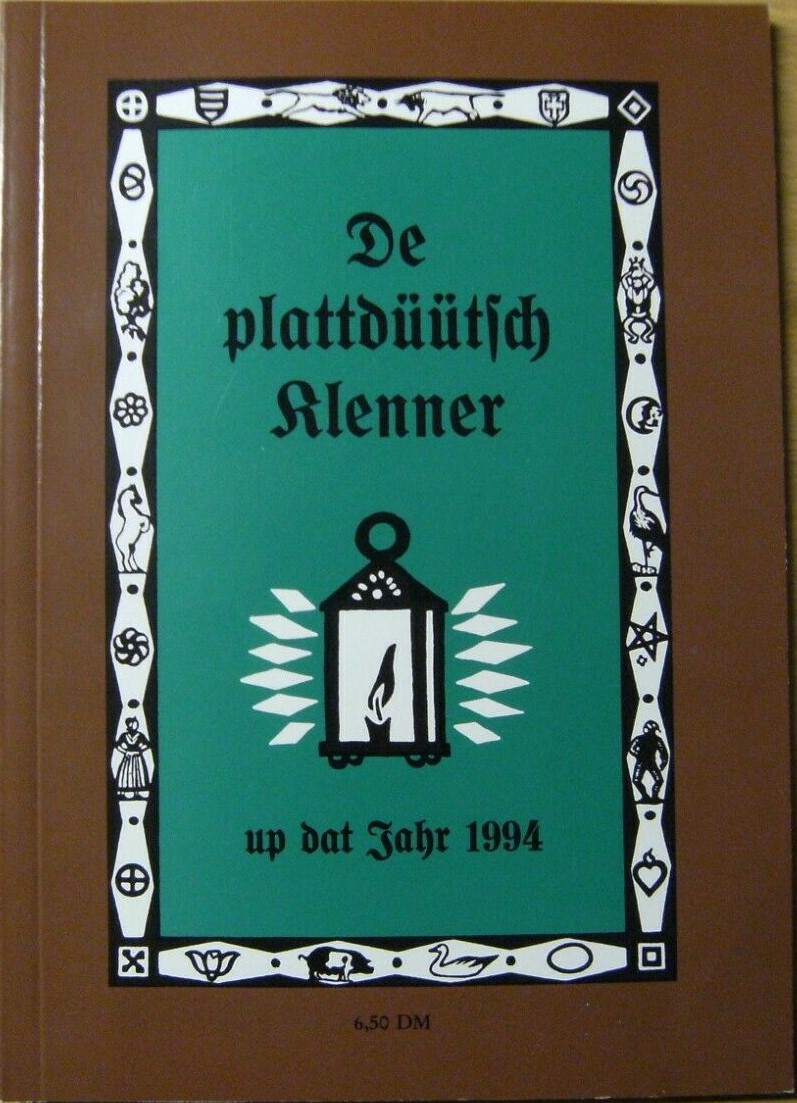 De
plattdüütſch
Klenner
up dat Jahr 1994
6,50 DM